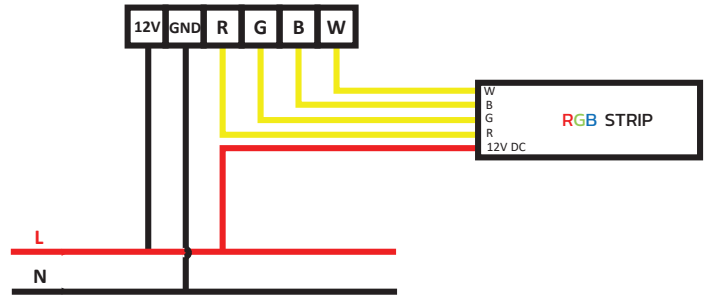 12V GND R G B W
W
B
G
R
12V DC
RGB STRIP
L
N